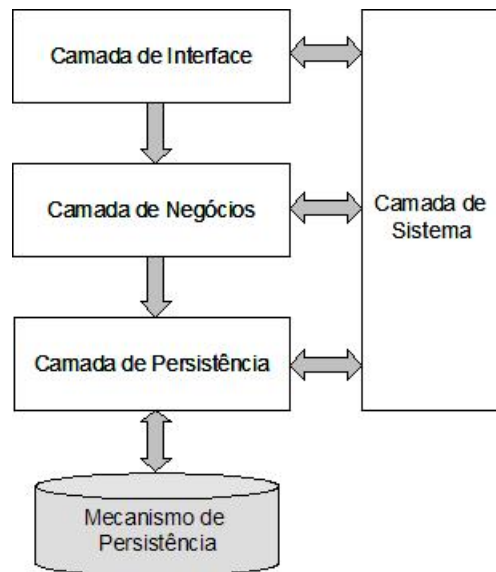 Camada de Interface
Camada de Negócios
Camada de
Sistema
Camada de Persistência
Mecanismo de
Persistência